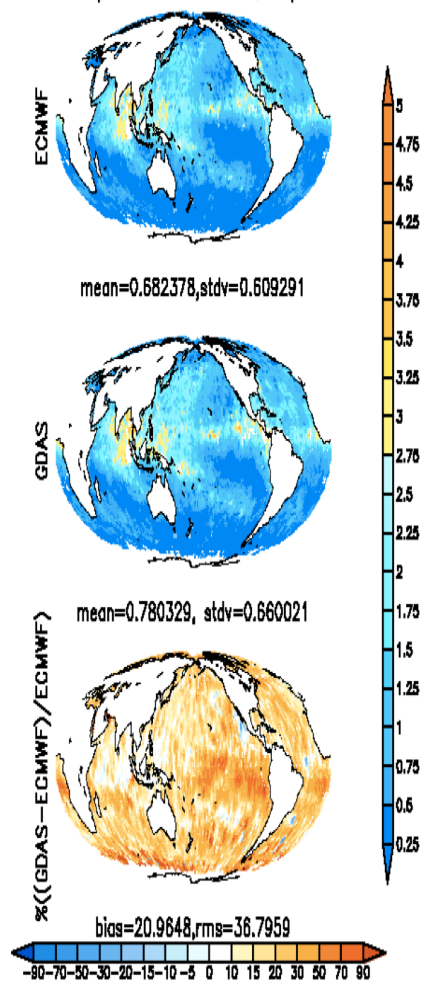 ECMWF
mean=0.682378,stdv=0.609291
GDAS
mean=0.780329, stdv=0.660021
%((GDAS-ECMWF)/ECMWF)
bias=20.9648,rms=36.7959
5
4.75
4.5
4.25
4
3.75
3.5
3.25
3
2.75
2.5
2.25
2
1.75
1.5
1.25
1
0.75
0.5
0.25
-90 -70 -50 -30 -20 -15 -10 -5 0 10 15 20 30 50 70 90